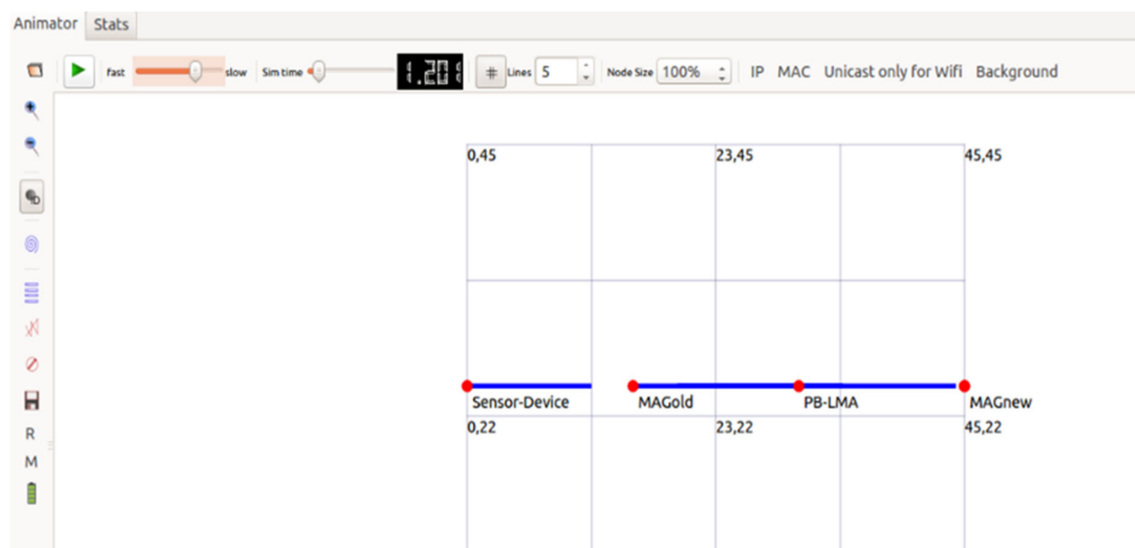 Animator Stats
fast slow Sim time # Lines 5 Node Size 100% IP MAC Unicast only for Wifi Background
0,45 23,45 45,45
Sensor-Device MAGold PB-LMA MAGnew
0,22 23,22 45,22
R
M